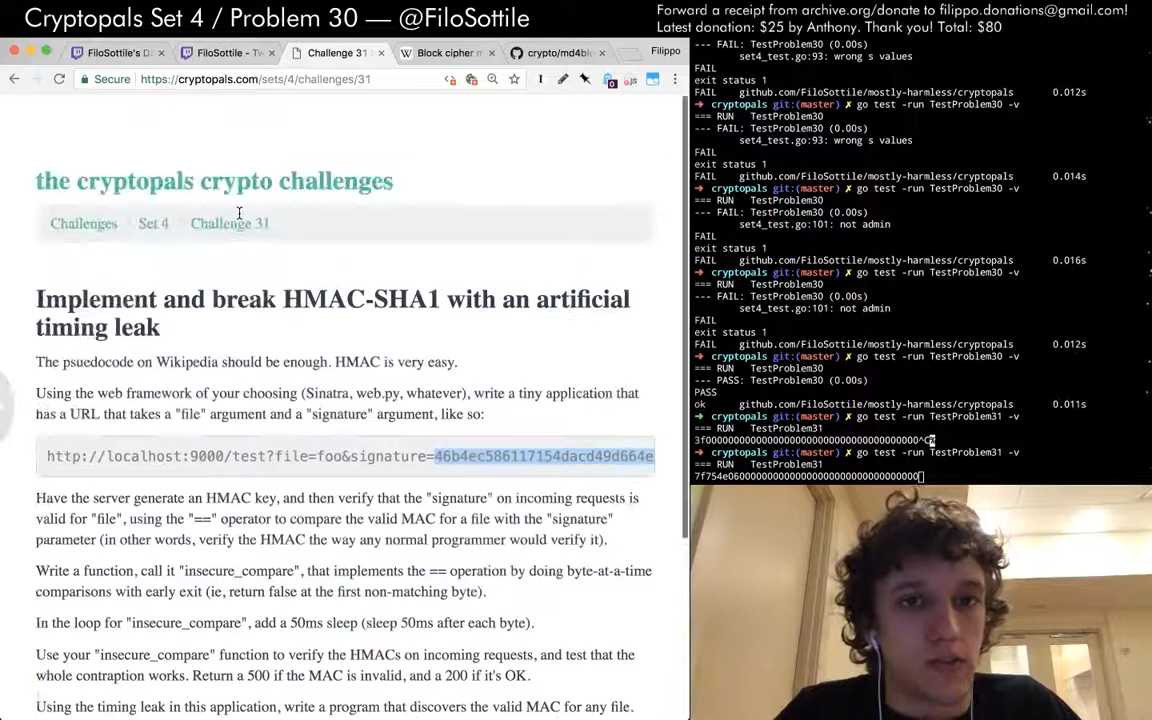 Cryptopals Set 4 / Problem 30 — @FiloSottile
Forward a receipt from archive.org/donate to filippo.donations@gmail.com!
Latest donation: $25 by Anthony. Thank you! Total: $80
FiloSottile's D
FiloSottile - Tw
Challenge 31
Block cipher m
crypto/md4blo
Filippo
Secure
https://cryptopals.com/sets/4/challenges/31
the cryptopals crypto challenges
Challenges
Set 4
Challenge 31
Implement and break HMAC-SHA1 with an artificial
timing leak
The psuedocode on Wikipedia should be enough. HMAC is very easy.
Using the web framework of your choosing (Sinatra, web.py, whatever), write a tiny application that
has a URL that takes a "file" argument and a "signature" argument, like so:
http://localhost:9000/test?file=foo&signature=46b4ec586117154dacd49d664e
Have the server generate an HMAC key, and then verify that the "signature" on incoming requests is
valid for "file", using the "==" operator to compare the valid MAC for a file with the "signature"
parameter (in other words, verify the HMAC the way any normal programmer would verify it).
Write a function, call it "insecure_compare", that implements the == operation by doing byte-at-a-time
comparisons with early exit (ie, return false at the first non-matching byte).
In the loop for "insecure_compare", add a 50ms sleep (sleep 50ms after each byte).
Use your "insecure_compare" function to verify the HMACs on incoming requests, and test that the
whole contraption works. Return a 500 if the MAC is invalid, and a 200 if it's OK.
Using the timing leak in this application, write a program that discovers the valid MAC for any file.
--- FAIL: TestProblem30 (0.00s)
set4_test.go:93: wrong s values
FAIL
exit status 1
FAIL github.com/FiloSottile/mostly-harmless/cryptopals 0.012s
➜ cryptopals git:(master) ✗ go test -run TestProblem30 -v
=== RUN TestProblem30
--- FAIL: TestProblem30 (0.00s)
set4_test.go:93: wrong s values
FAIL
exit status 1
FAIL github.com/FiloSottile/mostly-harmless/cryptopals 0.014s
➜ cryptopals git:(master) ✗ go test -run TestProblem30 -v
=== RUN TestProblem30
--- FAIL: TestProblem30 (0.00s)
set4_test.go:101: not admin
FAIL
exit status 1
FAIL github.com/FiloSottile/mostly-harmless/cryptopals 0.016s
➜ cryptopals git:(master) ✗ go test -run TestProblem30 -v
=== RUN TestProblem30
--- FAIL: TestProblem30 (0.00s)
set4_test.go:101: not admin
FAIL
exit status 1
FAIL github.com/FiloSottile/mostly-harmless/cryptopals 0.012s
➜ cryptopals git:(master) ✗ go test -run TestProblem30 -v
=== RUN TestProblem30
--- PASS: TestProblem30 (0.00s)
PASS
ok github.com/FiloSottile/mostly-harmless/cryptopals 0.011s
➜ cryptopals git:(master) ✗ go test -run TestProblem31 -v
=== RUN TestProblem31
3f00000000000000000000000000000000000000^C%
➜ cryptopals git:(master) ✗ go test -run TestProblem31 -v
=== RUN TestProblem31
7f754e0600000000000000000000000000000000